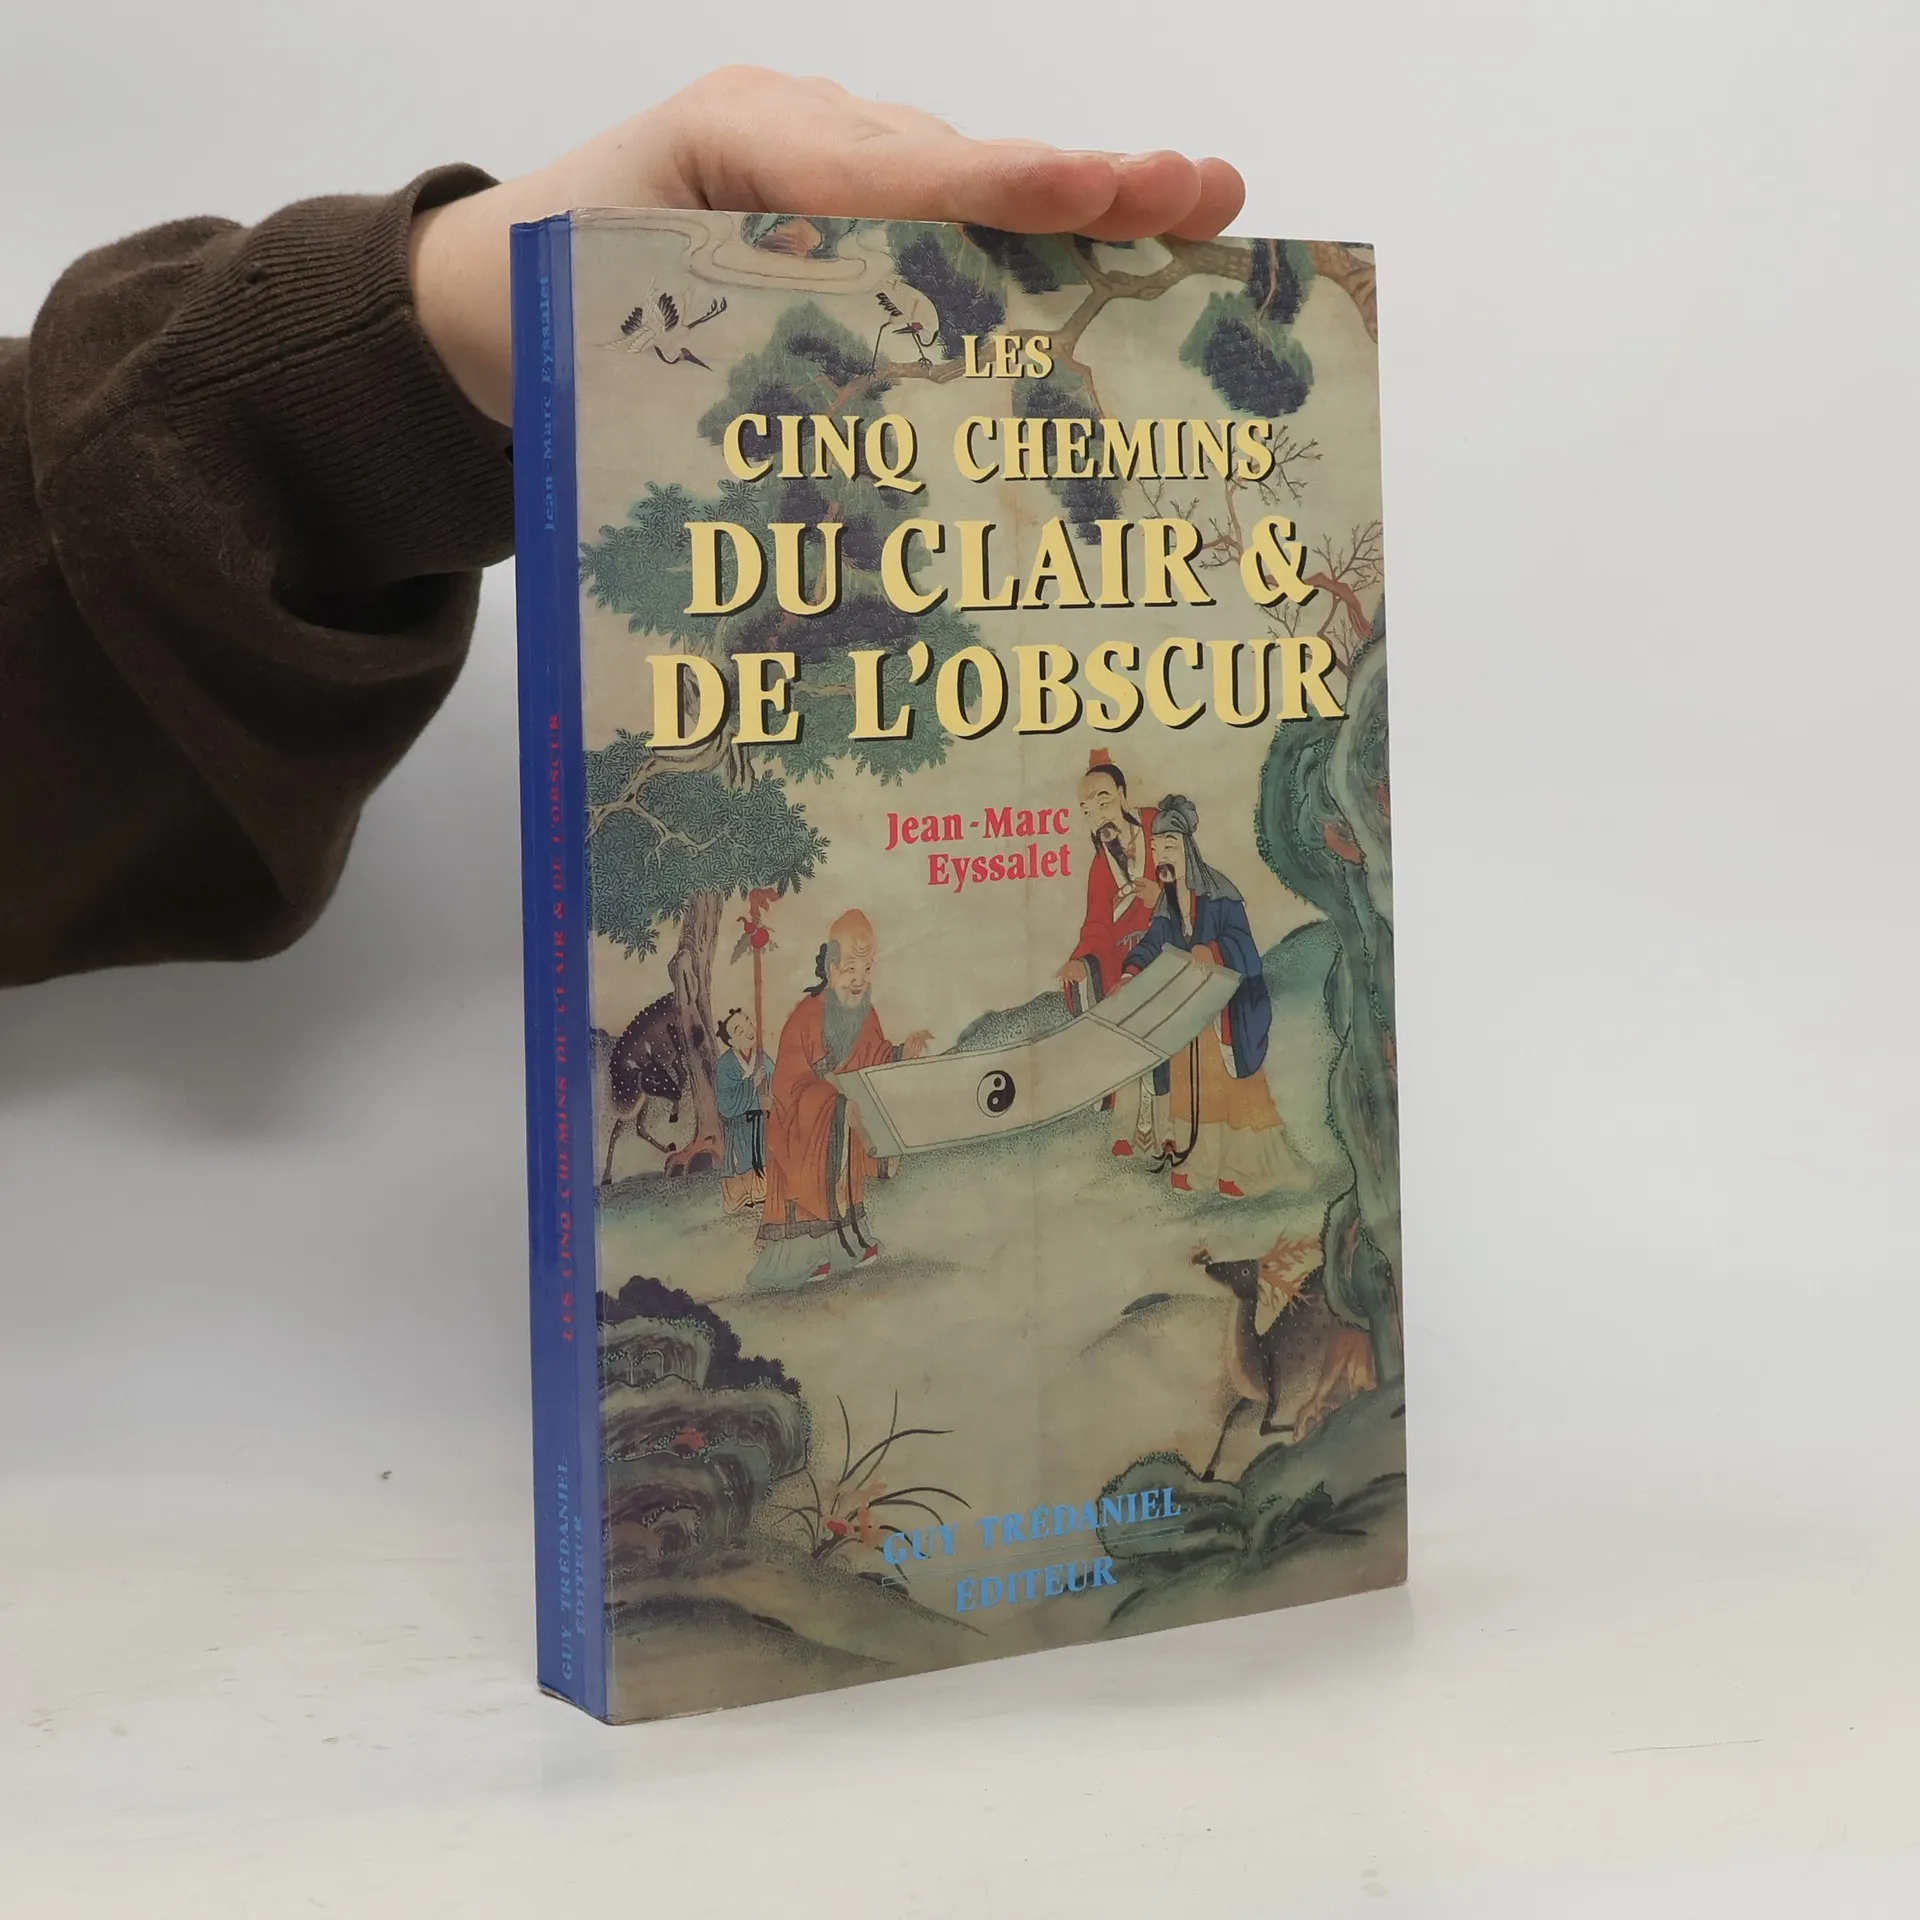 LES
CINQ CHEMINS
DU CLAIR &
DE L'OBSCUR
Jean-Marc
Eyssalet
GUY TRÉDANIEL
ÉDITEUR
Jean-Marc Eyssalet
LES CINQ CHEMINS DU CLAIR & DE L'OBSCUR
GUY TRÉDANIEL
ÉDITEUR